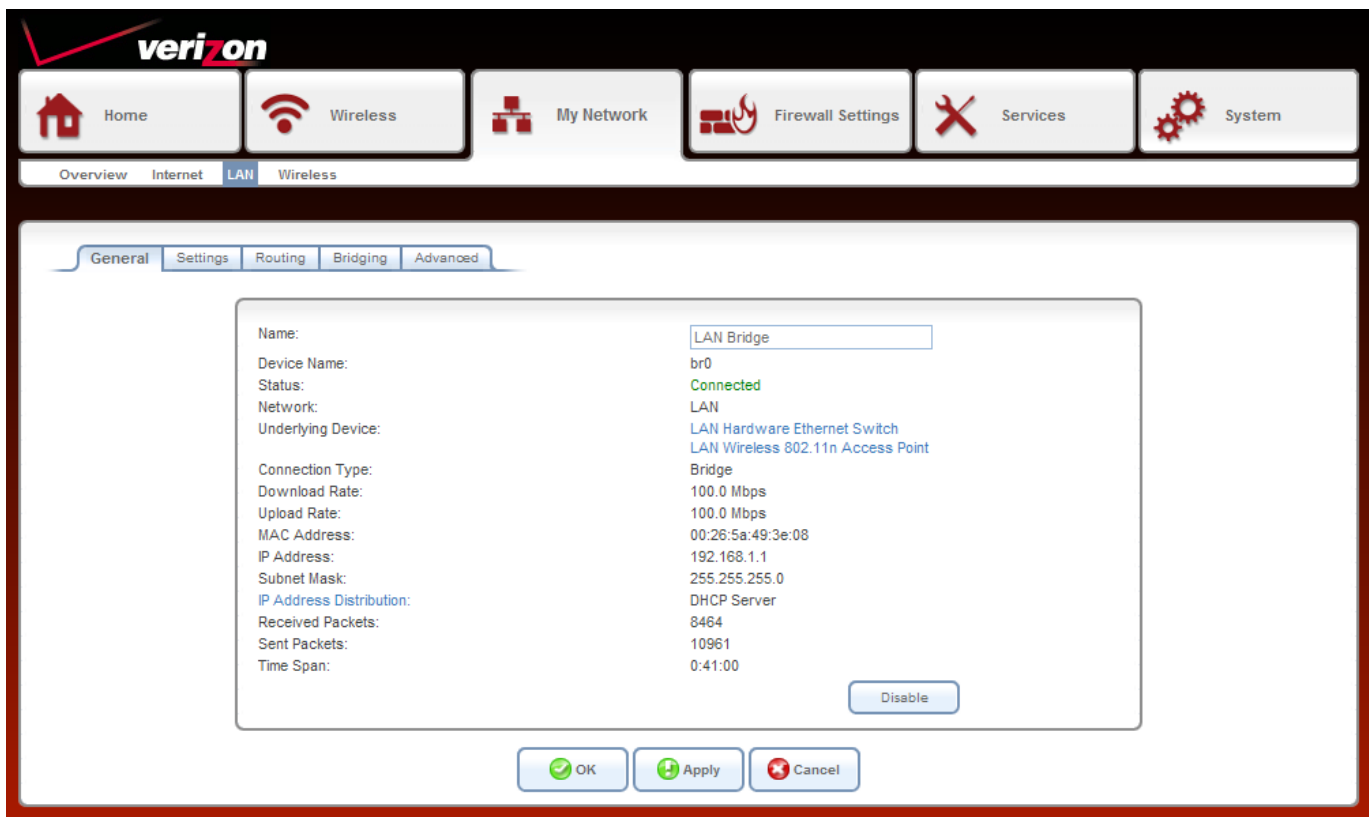 verizon
Home Wireless My Network Firewall Settings Services System
Overview Internet LAN Wireless
General Settings Routing Bridging Advanced
Name: LAN Bridge
Device Name: br0
Status: Connected
Network: LAN
Underlying Device: LAN Hardware Ethernet Switch
LAN Wireless 802.11n Access Point
Connection Type: Bridge
Download Rate: 100.0 Mbps
Upload Rate: 100.0 Mbps
MAC Address: 00:26:5a:49:3e:08
IP Address: 192.168.1.1
Subnet Mask: 255.255.255.0
IP Address Distribution: DHCP Server
Received Packets: 8464
Sent Packets: 10961
Time Span: 0:41:00
Disable
OK Apply Cancel